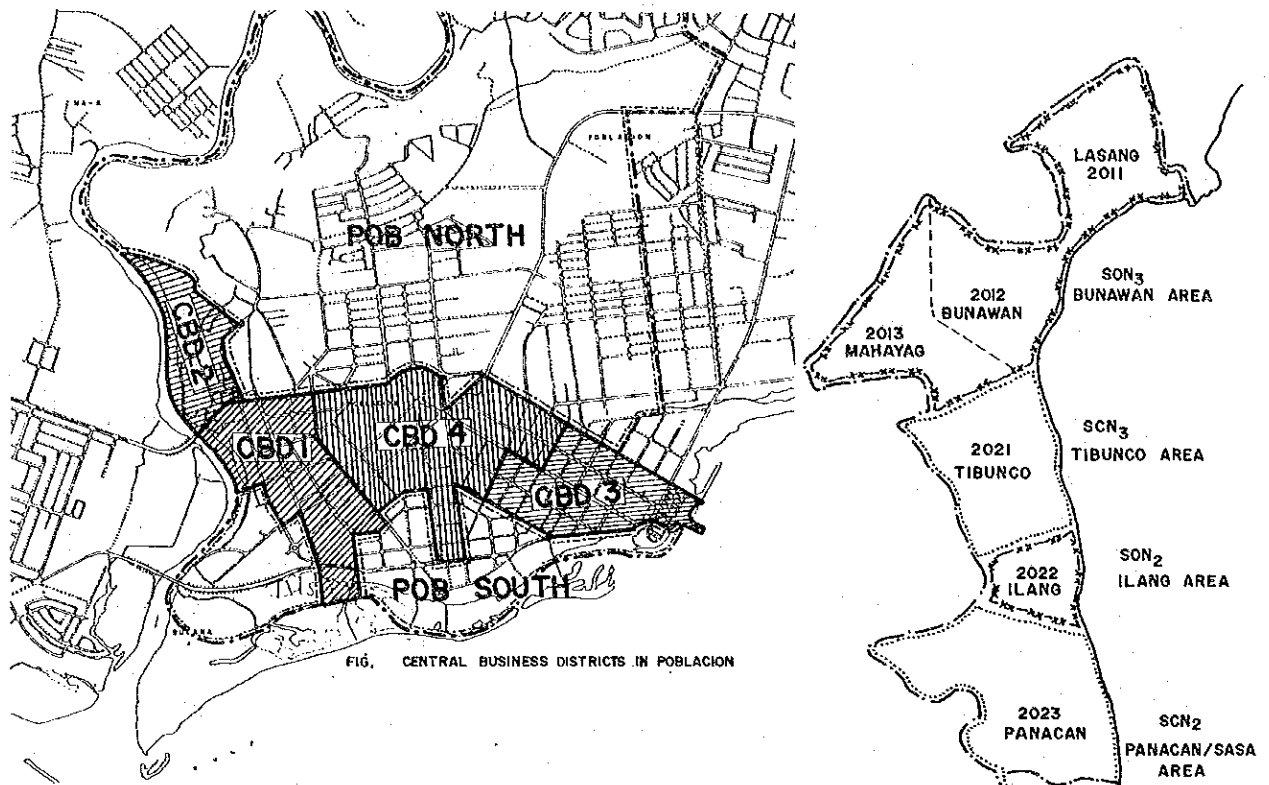 MA-A
POBLACION
POB NORTH
CBD 2
CBD 1
CBD 4
CBD 3
POB SOUTH
FIG. CENTRAL BUSINESS DISTRICTS IN POBLACION
LASANG
2011
SON3
BUNAWAN AREA
2012
BUNAWAN
2013
MAHAYAG
SCN3
TIBUNCO AREA
2021
TIBUNCO
SON2
ILANG AREA
2022
ILANG
2023
PANACAN
SCN2
PANACAN/SASA
AREA